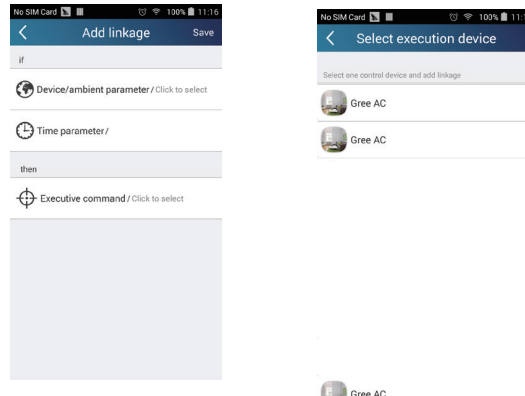 No SIM Card 100% 11:16
Add linkage Save
if
Device/ambient parameter/Click to select
Time parameter/
then
Executive command/Click to select
No SIM Card 100% 11:1
Select execution device
Select one control device and add linkage
Gree AC
Gree AC
Gree AC